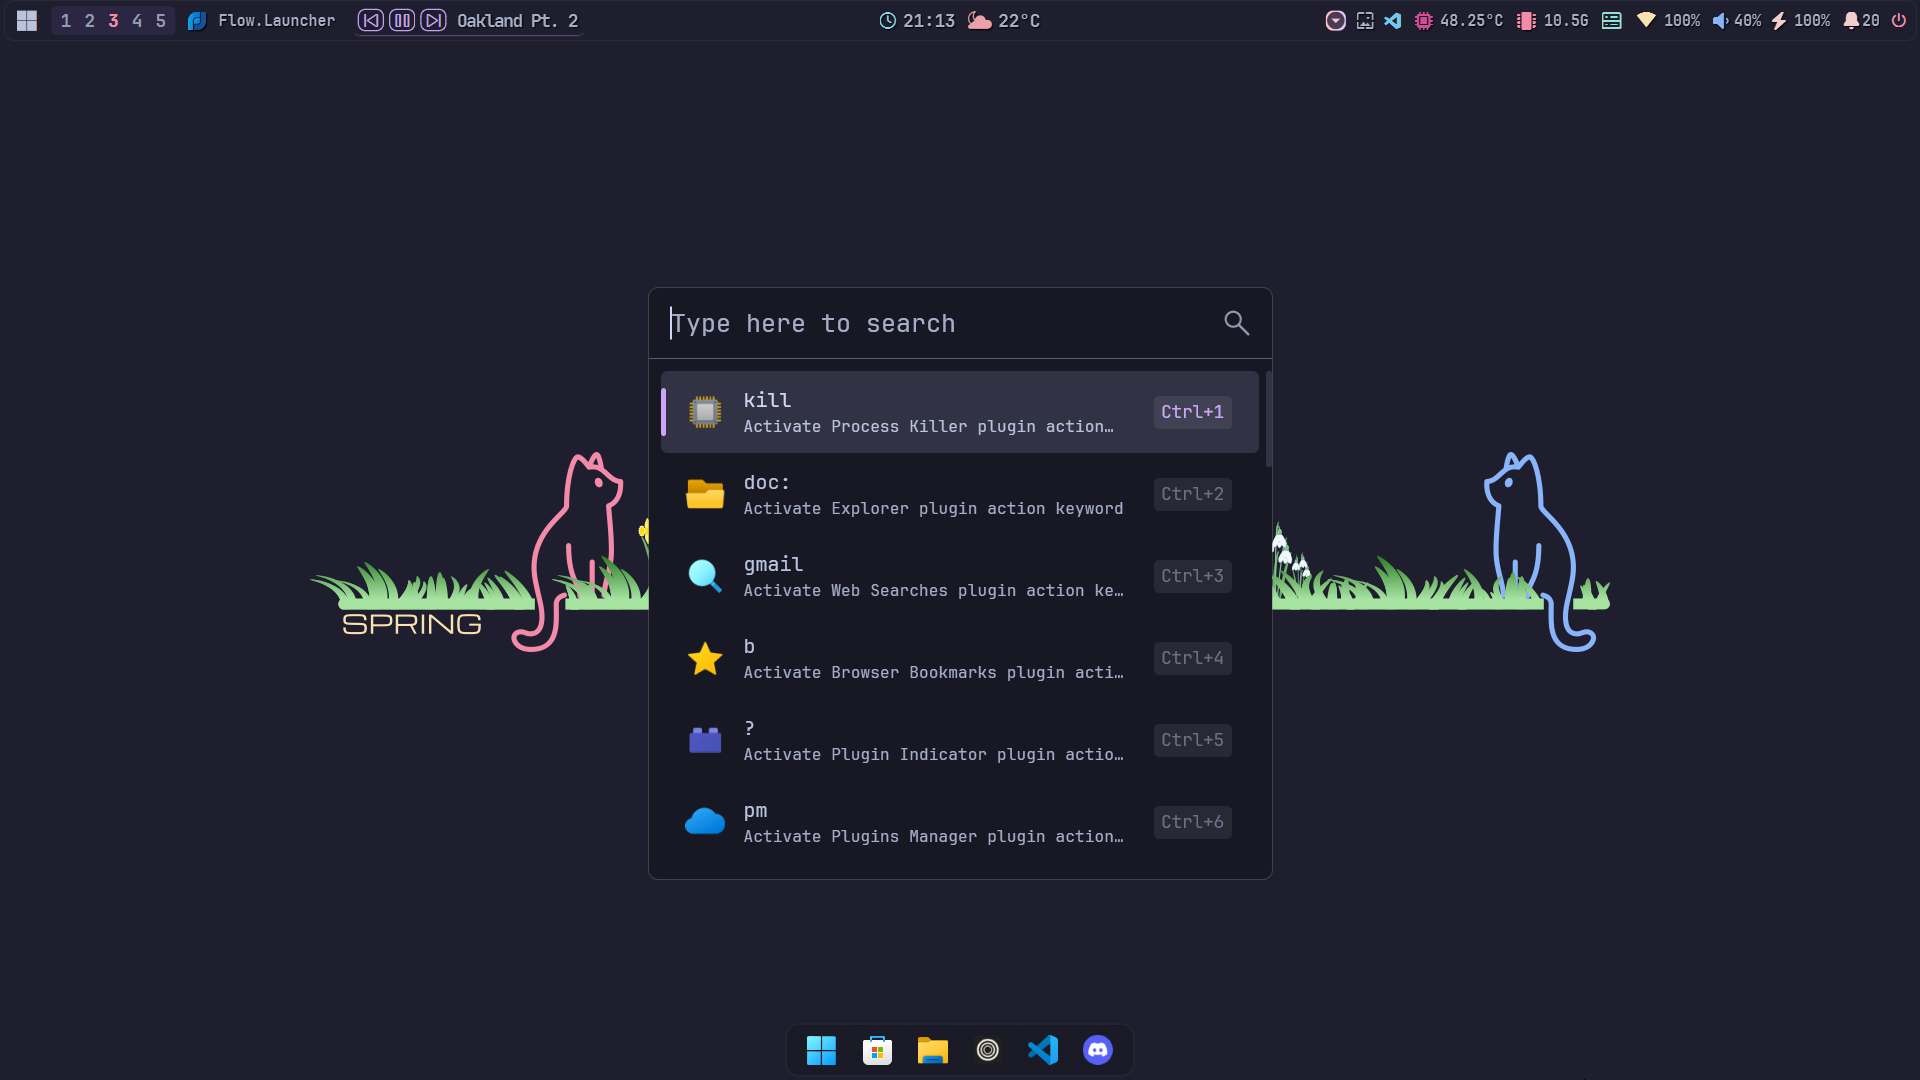 1 2 3 4 5 Flow.Launcher Oakland Pt. 2 21:13 22°C 48.25°C 10.5G 100% 40% 100% 20
Type here to search
kill
Activate Process Killer plugin action… Ctrl+1
doc:
Activate Explorer plugin action keyword Ctrl+2
gmail
Activate Web Searches plugin action ke… Ctrl+3
b
Activate Browser Bookmarks plugin acti… Ctrl+4
?
Activate Plugin Indicator plugin actio… Ctrl+5
pm
Activate Plugins Manager plugin action… Ctrl+6
SPRING